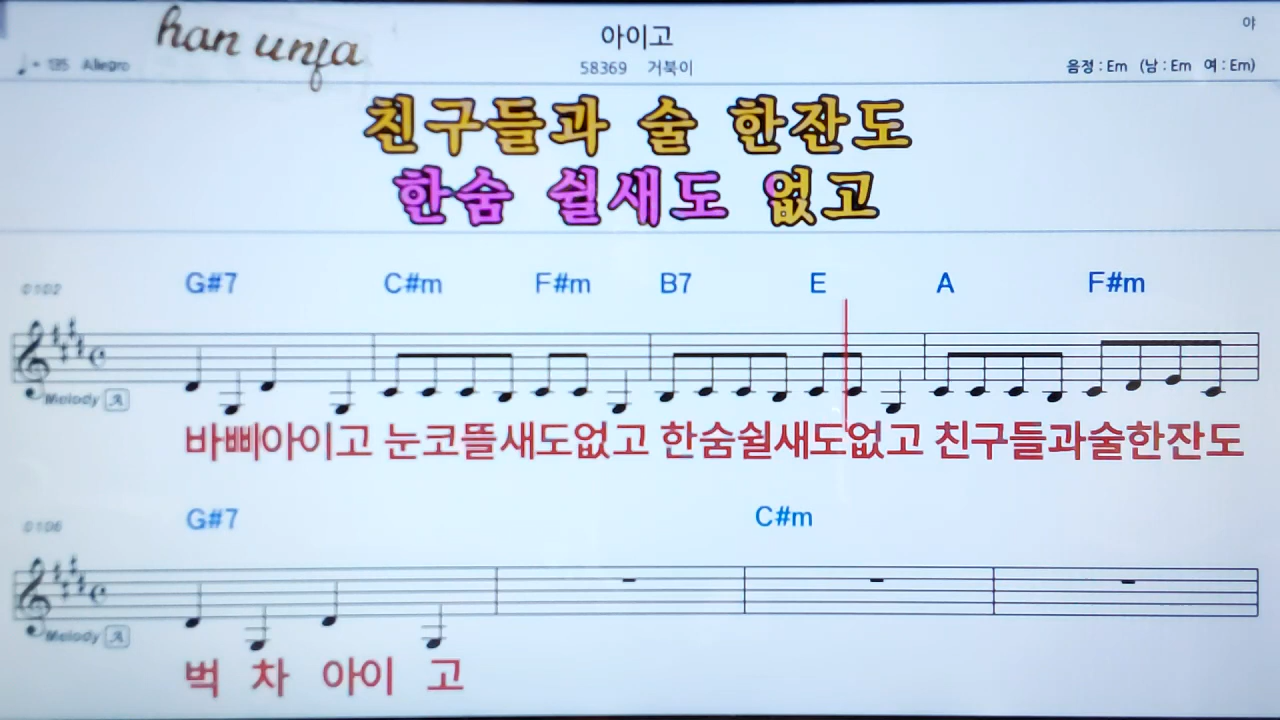 han unja
아이고
야
♩= 135 Allegro
58369 거북이
음정 : Em (남 : Em 여 : Em)
친구들과 술 한잔도
한숨 쉴새도 없고
G#7 C#m F#m B7 E A F#m
0102
Melody
바삐아이고 눈코뜰새도없고 한숨쉴새도없고 친구들과술한잔도
G#7 C#m
0106
Melody
벅 차 아이 고